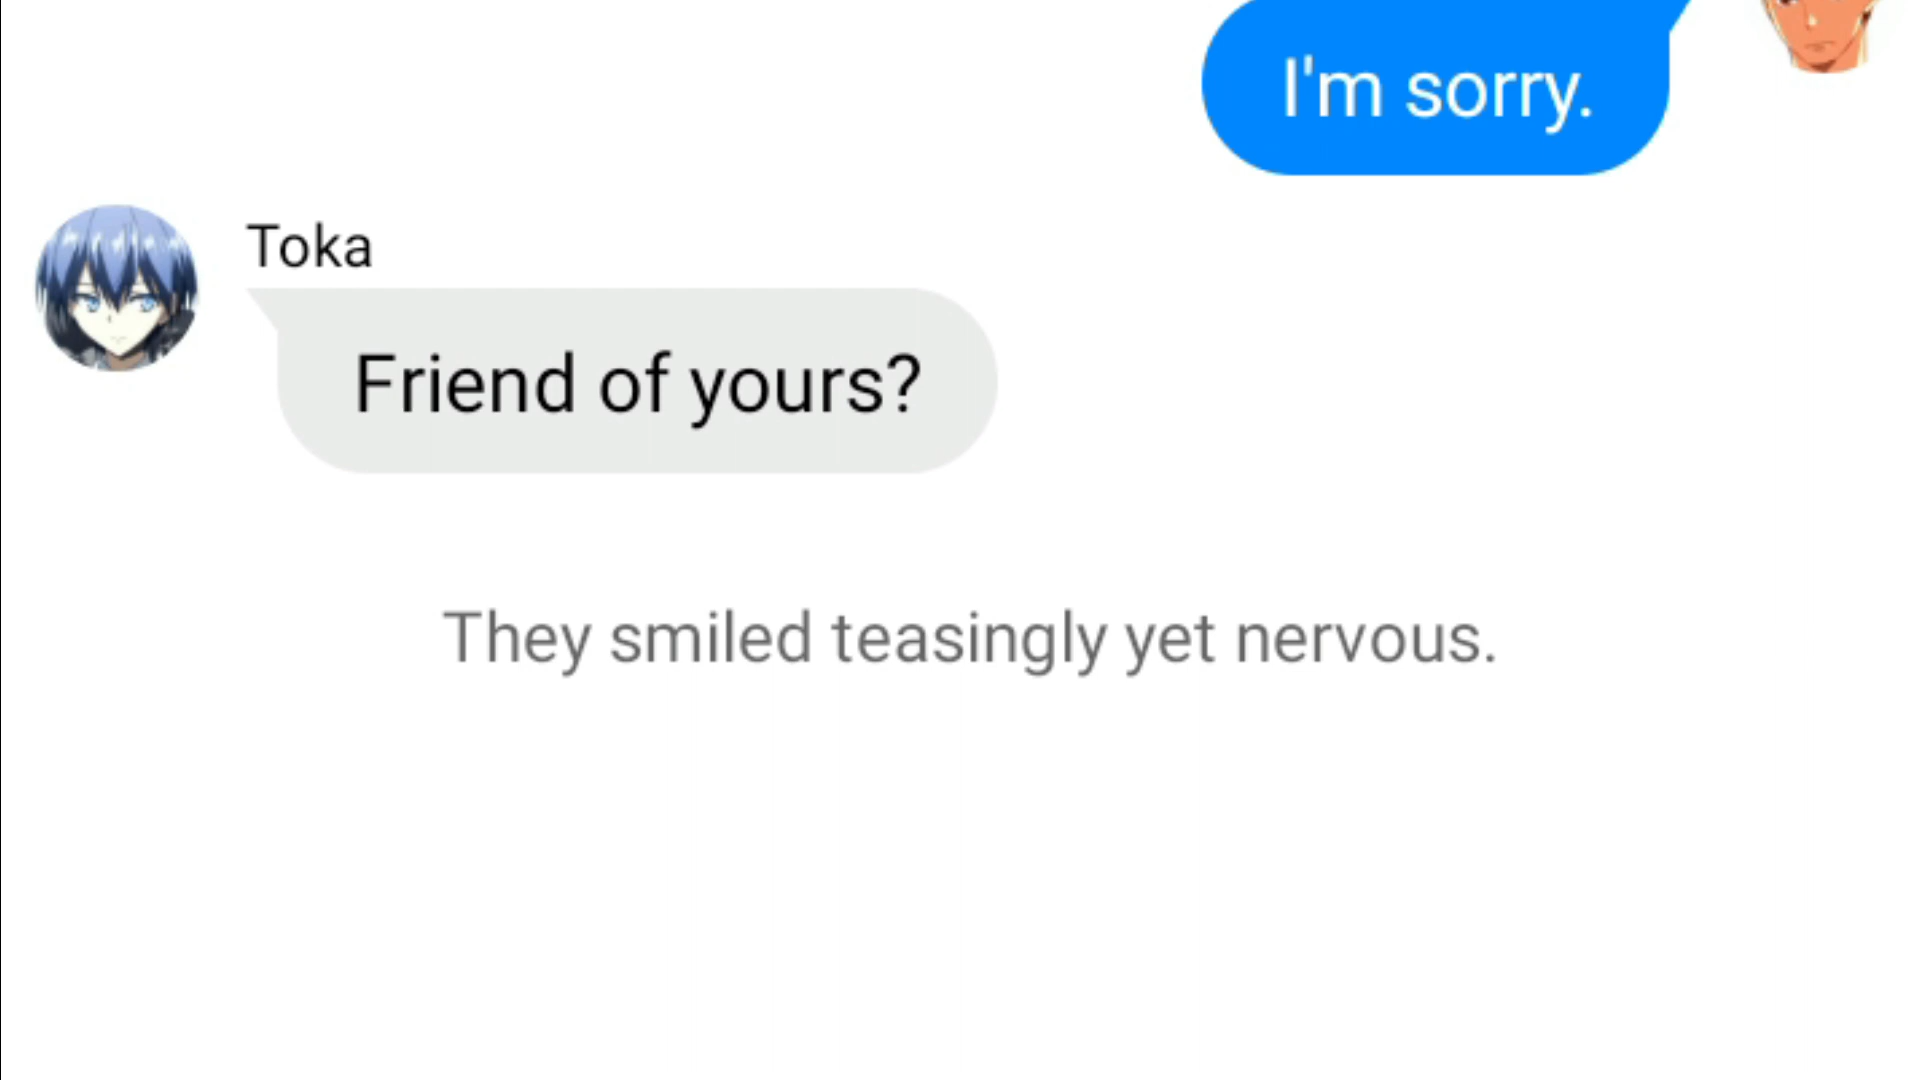 I'm sorry.
Toka
Friend of yours?
They smiled teasingly yet nervous.